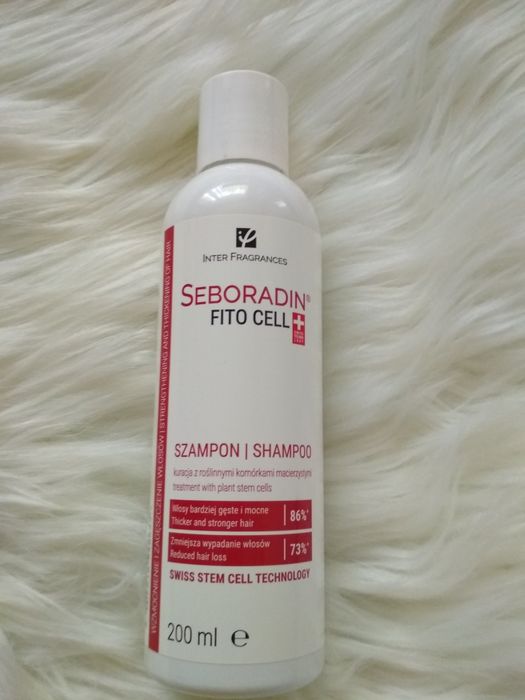 INTER FRAGRANCES
SEBORADIN®
FITO CELL
SZAMPON | SHAMPOO
kuracja z roślinnymi komórkami macierzystymi
treatment with plant stem cells
Włosy bardziej gęste i mocne
Thicker and stronger hair
86%*
Zmniejsza wypadanie włosów
Reduced hair loss
73%*
SWISS STEM CELL TECHNOLOGY
200 ml ℮
WZMOCNIENIE I ZAGĘSZCZENIE WŁOSÓW | STRENGTHENING AND THICKENING OF HAIR